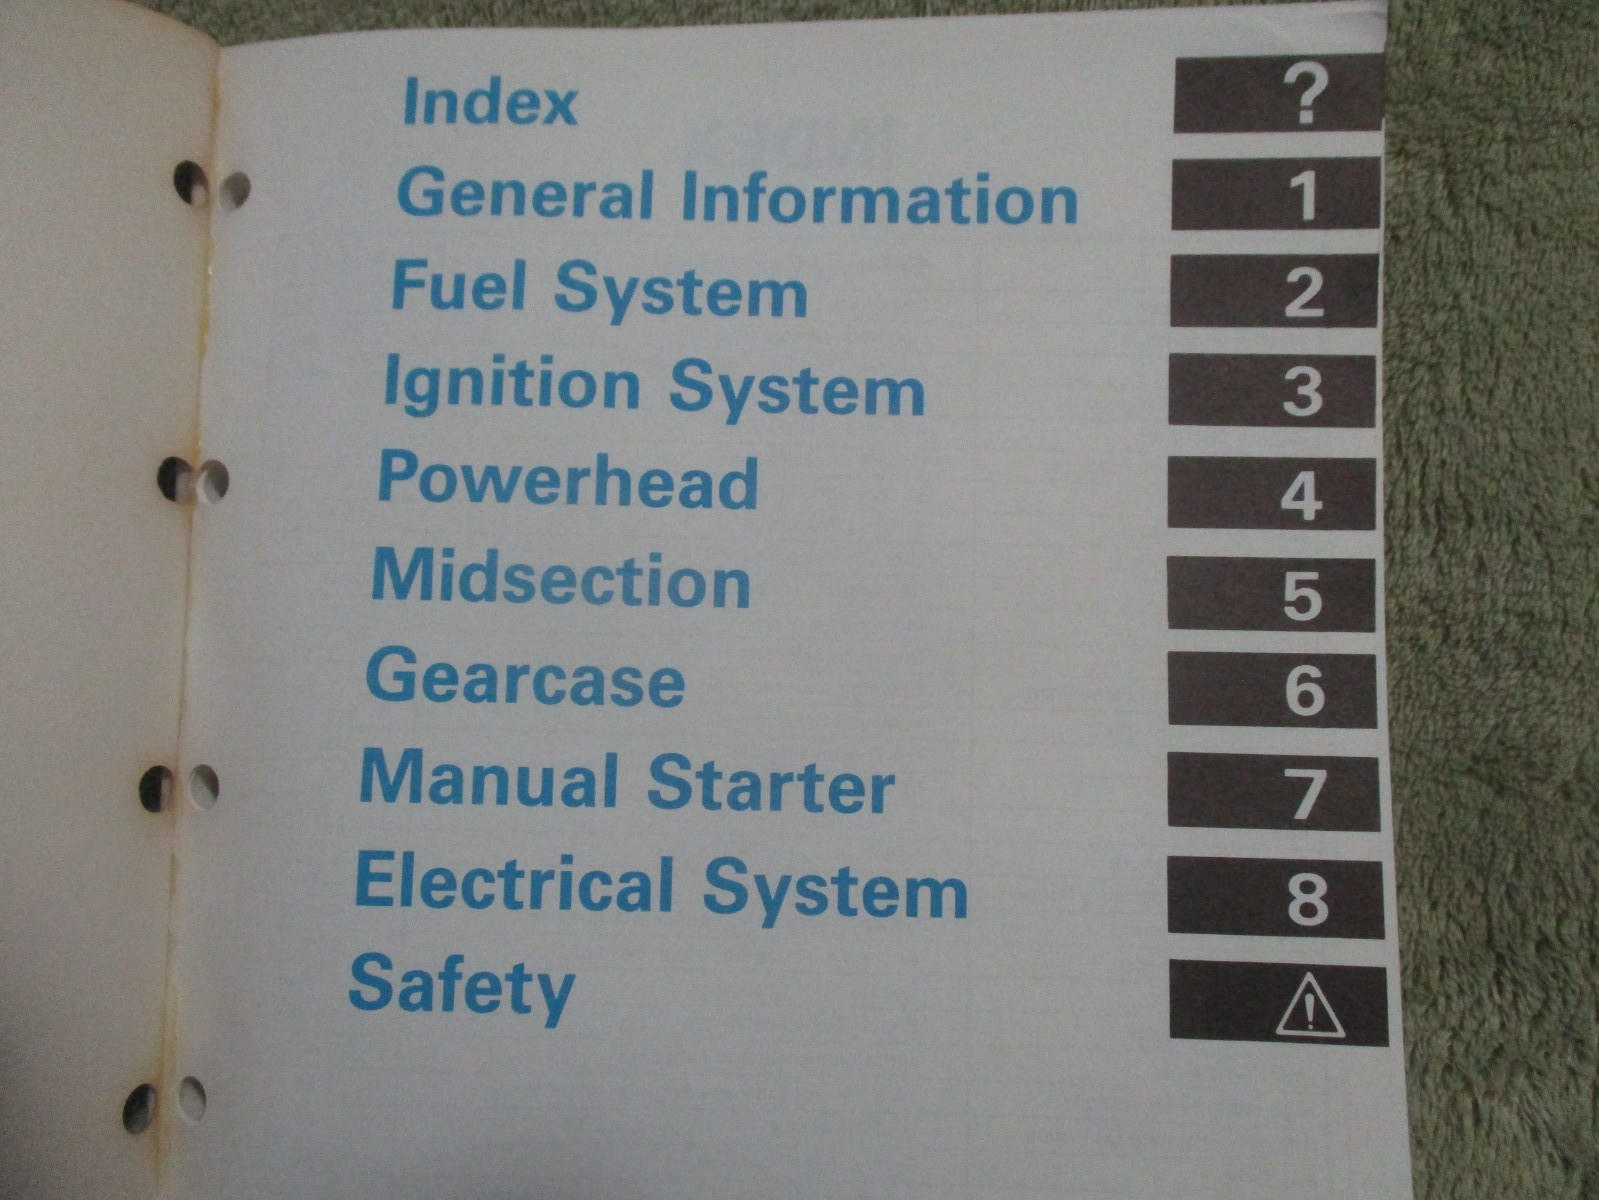 Index ?
General Information 1
Fuel System 2
Ignition System 3
Powerhead 4
Midsection 5
Gearcase 6
Manual Starter 7
Electrical System 8
Safety !